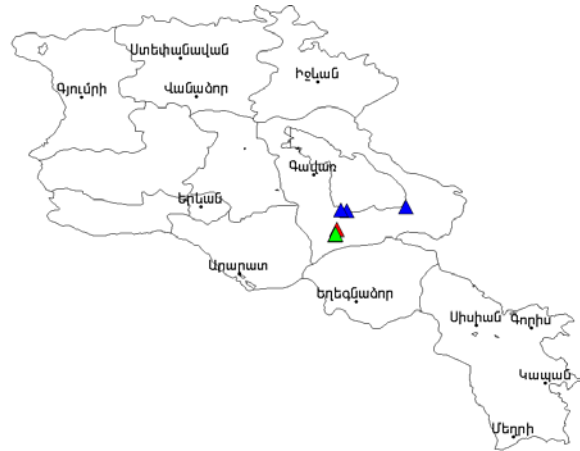 Ստեփանավան
Իջևան
Գյումրի
Վանաձոր
Գավառ
Երևան
Արարատ
Եղեգնաձոր
Սիսիան
Գորիս
Կապան
Մեղրի